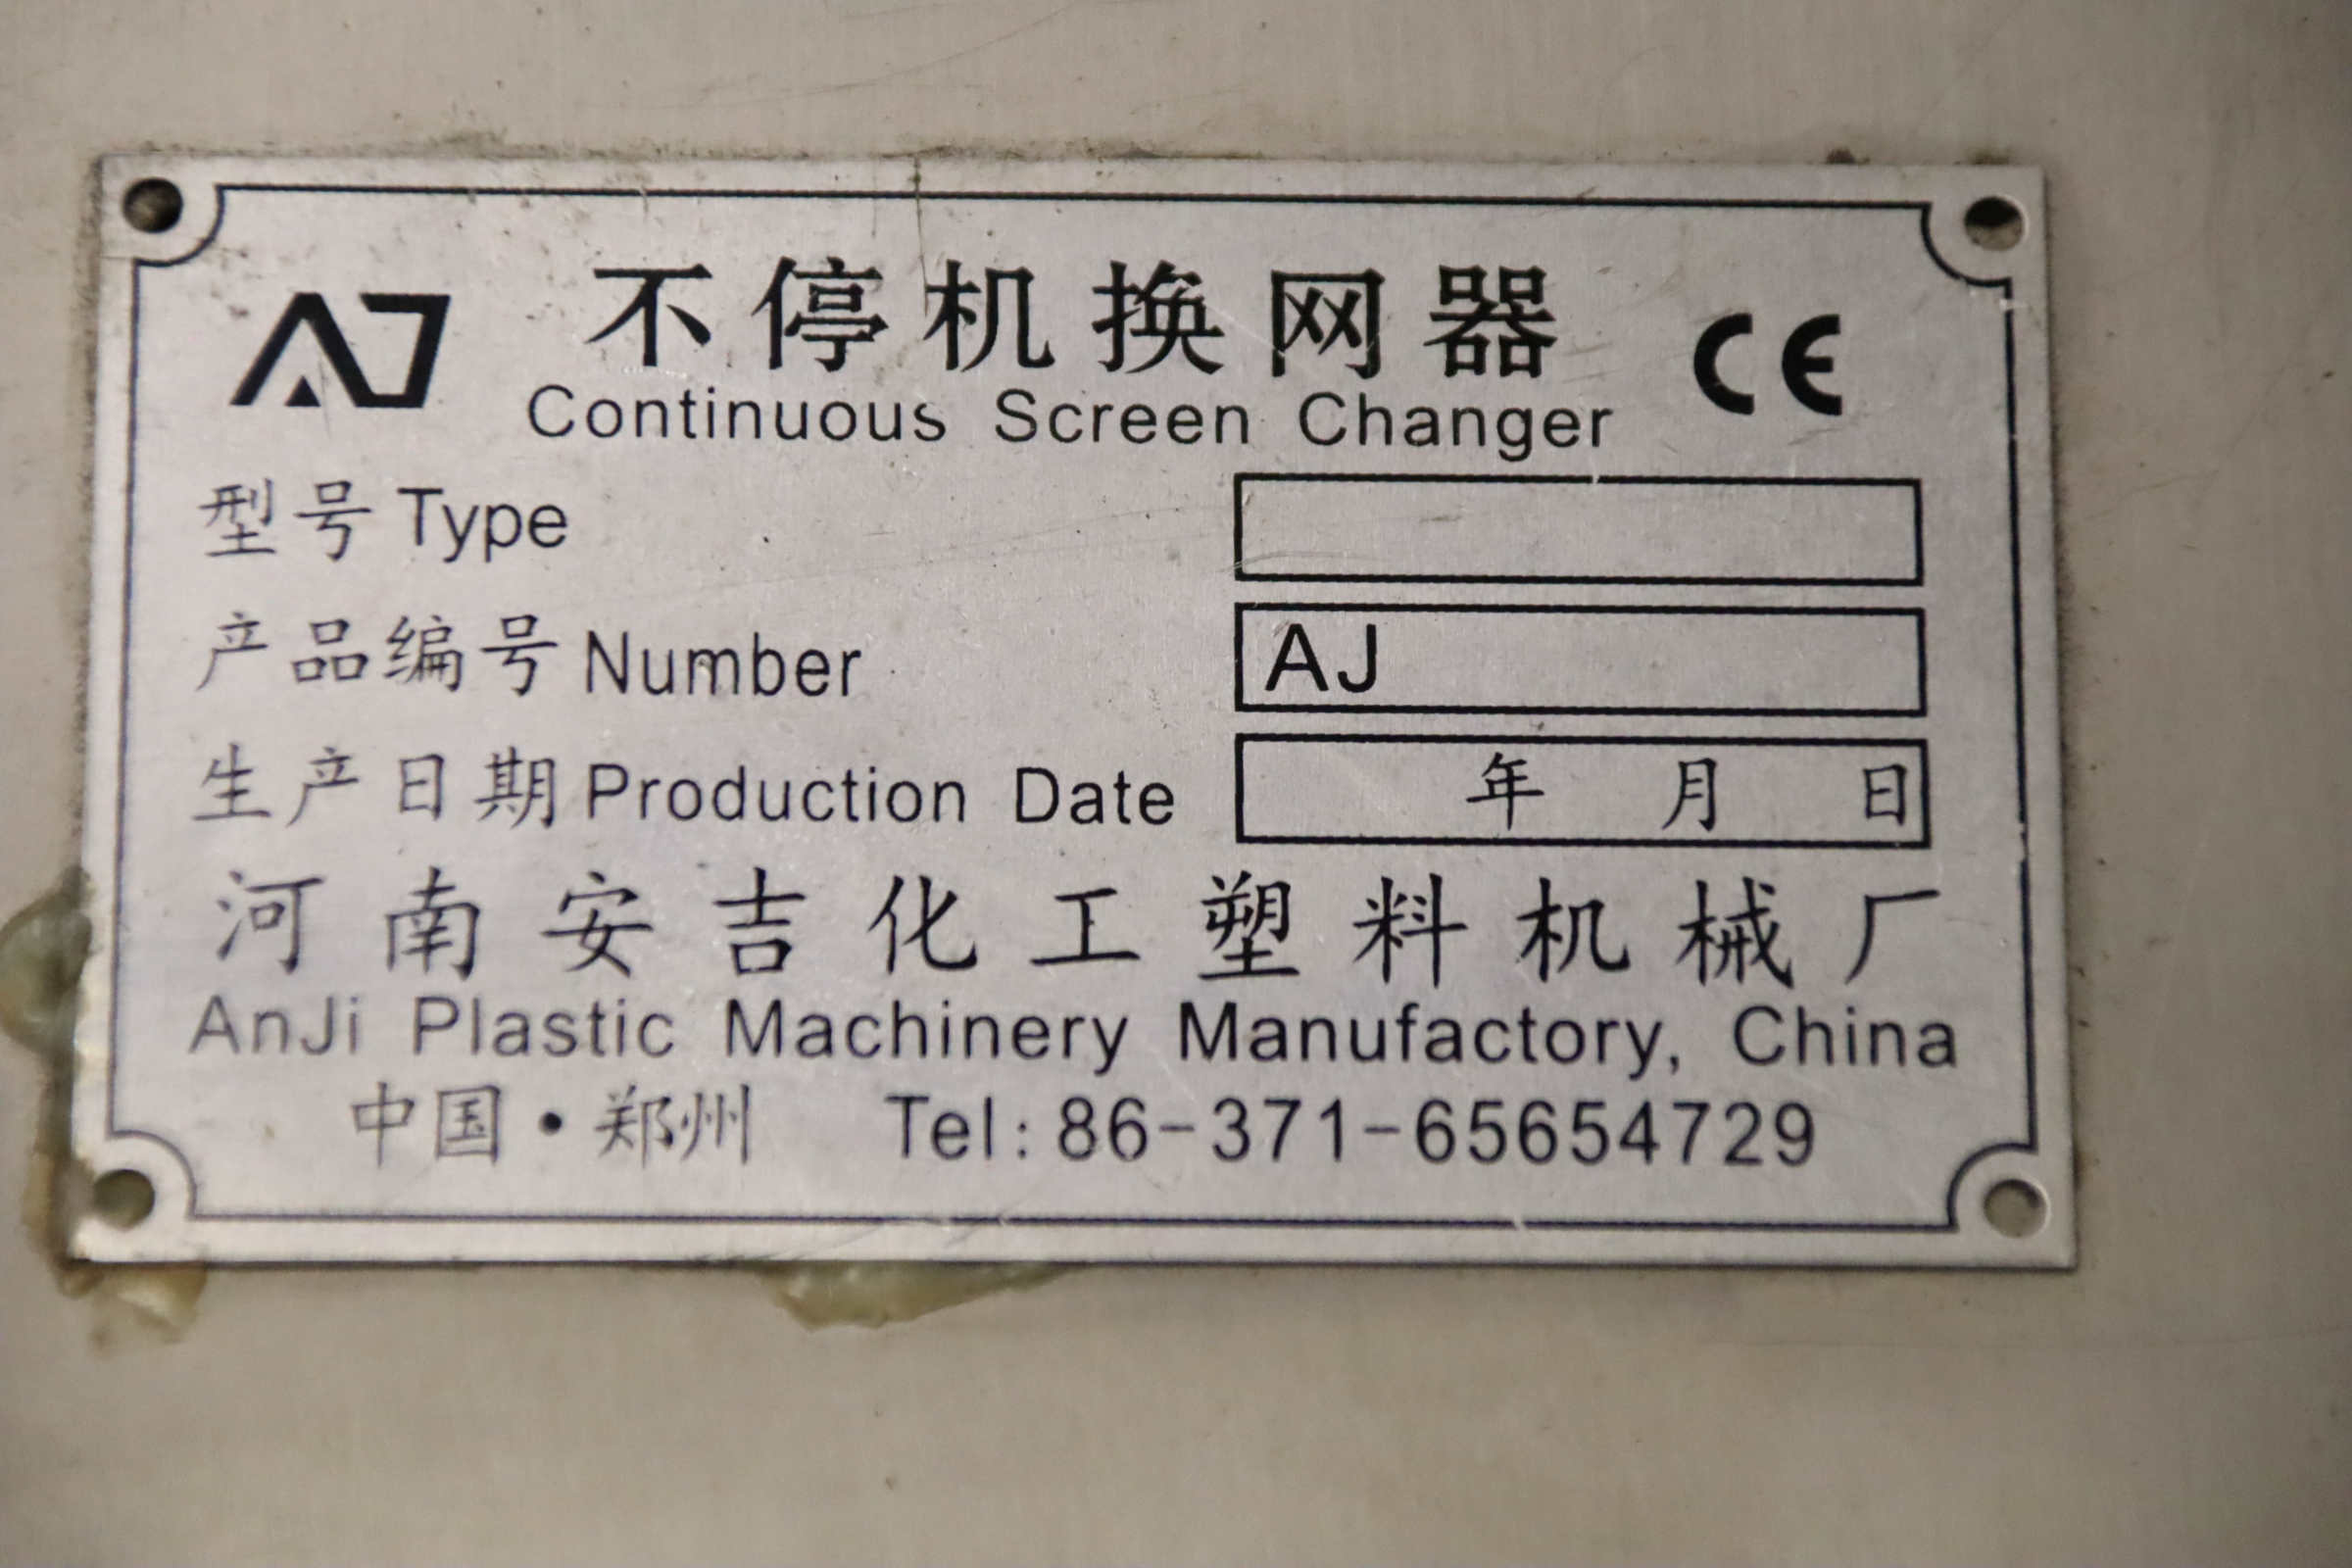 AJ 不停机换网器 CE
Continuous Screen Changer
型号 Type
产品编号 Number AJ
生产日期 Production Date 年 月 日
河南安吉化工塑料机械厂
AnJi Plastic Machinery Manufactory, China
中国·郑州 Tel: 86-371-65654729